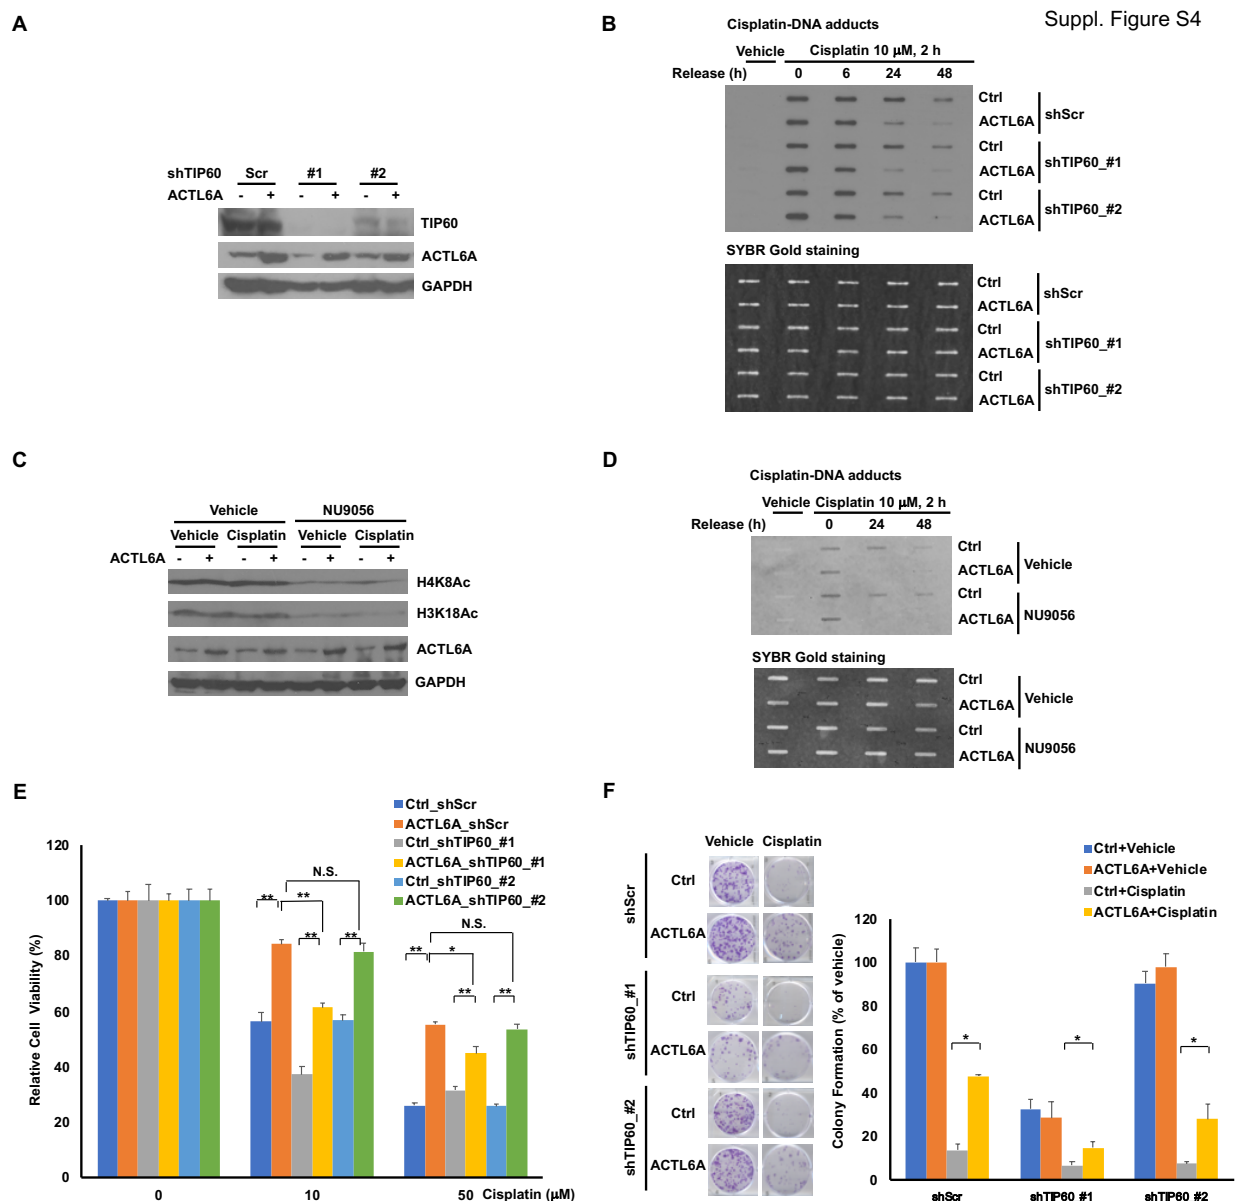 Suppl. Figure S4
A
shTIP60 Scr #1 #2
ACTL6A - + - + - +
TIP60
ACTL6A
GAPDH
B
Cisplatin-DNA adducts
Vehicle Cisplatin 10 μM, 2 h
Release (h) 0 6 24 48
Ctrl
ACTL6A
shScr
Ctrl
ACTL6A
shTIP60_#1
Ctrl
ACTL6A
shTIP60_#2
SYBR Gold staining
Ctrl
ACTL6A
shScr
Ctrl
ACTL6A
shTIP60_#1
Ctrl
ACTL6A
shTIP60_#2
C
Vehicle NU9056
Vehicle Cisplatin Vehicle Cisplatin
ACTL6A - + - + - + - +
H4K8Ac
H3K18Ac
ACTL6A
GAPDH
D
Cisplatin-DNA adducts
Vehicle Cisplatin 10 μM, 2 h
Release (h) 0 24 48
Ctrl
ACTL6A
Vehicle
Ctrl
ACTL6A
NU9056
SYBR Gold staining
Ctrl
ACTL6A
Vehicle
Ctrl
ACTL6A
NU9056
E
Ctrl_shScr
ACTL6A_shScr
Ctrl_shTIP60_#1
ACTL6A_shTIP60_#1
Ctrl_shTIP60_#2
ACTL6A_shTIP60_#2
Relative Cell Viability (%)
120
100
80
60
40
20
0
N.S.
** **
** **
N.S.
** *
** **
0 10 50 Cisplatin (μM)
F
Vehicle Cisplatin
shScr
Ctrl
ACTL6A
shTIP60_#1
Ctrl
ACTL6A
shTIP60_#2
Ctrl
ACTL6A
Ctrl+Vehicle
ACTL6A+Vehicle
Ctrl+Cisplatin
ACTL6A+Cisplatin
Colony Formation (% of vehicle)
120
100
80
60
40
20
0
* * *
shScr shTIP60 #1 shTIP60 #2